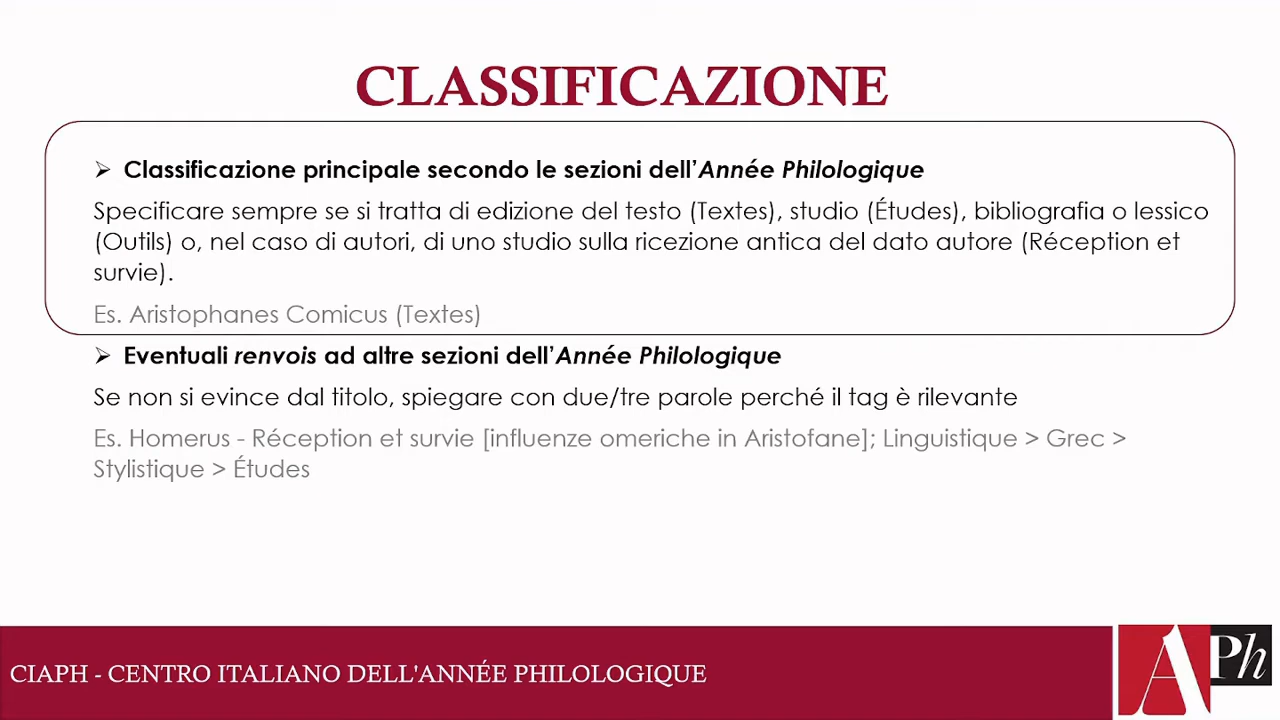 CLASSIFICAZIONE
➢ Classificazione principale secondo le sezioni dell’Année Philologique
Specificare sempre se si tratta di edizione del testo (Textes), studio (Études), bibliografia o lessico
(Outils) o, nel caso di autori, di uno studio sulla ricezione antica del dato autore (Réception et
survie).
Es. Aristophanes Comicus (Textes)
➢ Eventuali renvois ad altre sezioni dell’Année Philologique
Se non si evince dal titolo, spiegare con due/tre parole perché il tag è rilevante
Es. Homerus - Réception et survie [influenze omeriche in Aristofane]; Linguistique > Grec >
Stylistique > Études
CIAPH - CENTRO ITALIANO DELL'ANNÉE PHILOLOGIQUE
APh